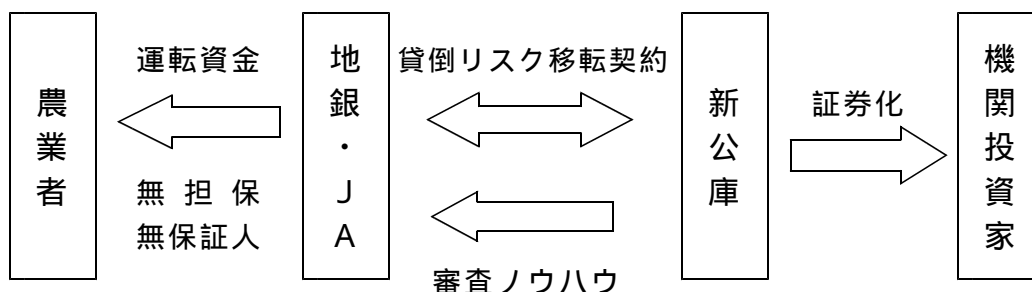 農業者
運転資金
無担保
無保証人
地銀・JA
貸倒リスク移転契約
審査ノウハウ
新公庫
証券化
機関投資家